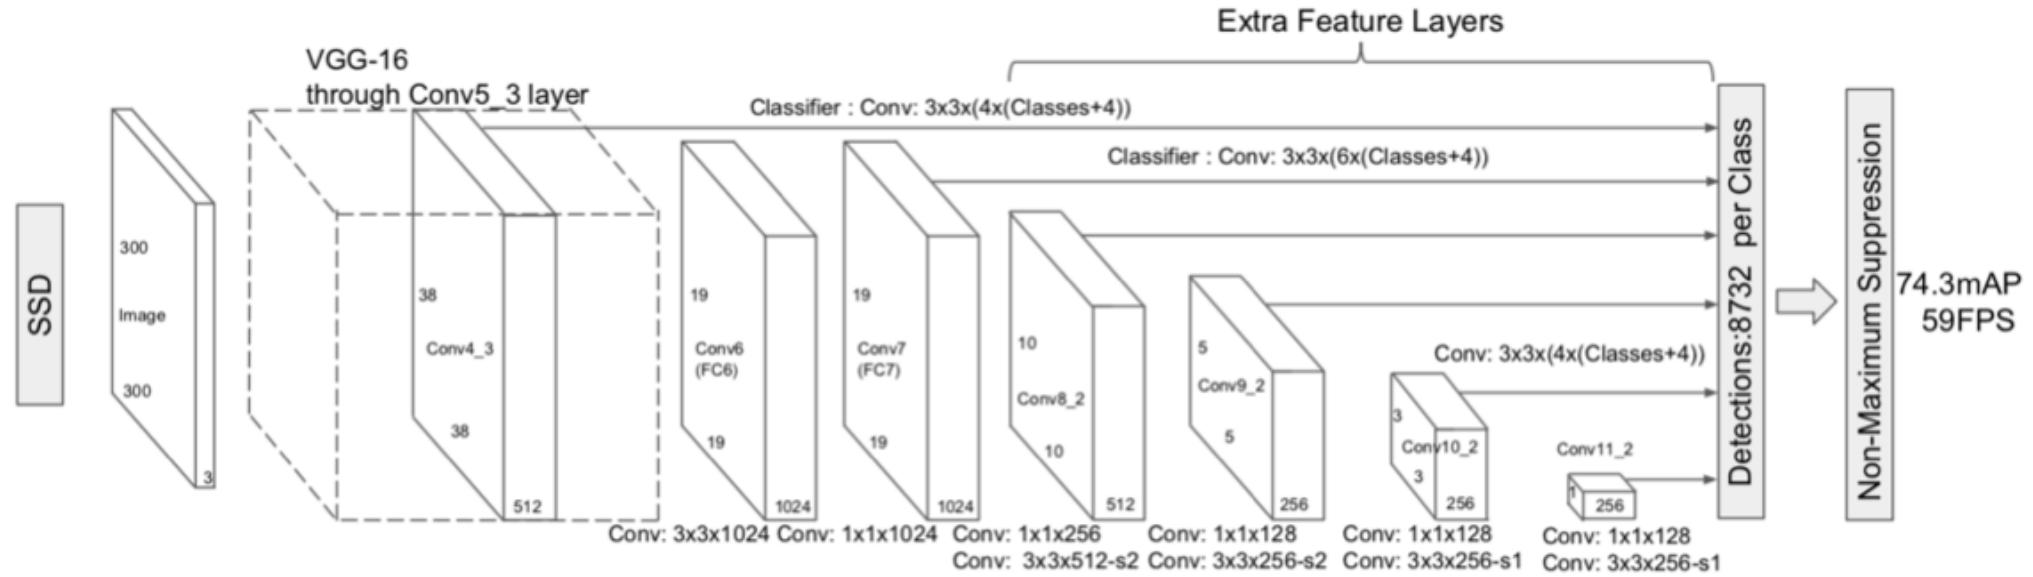 Extra Feature Layers
VGG-16
through Conv5_3 layer
Classifier : Conv: 3x3x(4x(Classes+4))
Classifier : Conv: 3x3x(6x(Classes+4))
SSD
300
Image
300
3
38
Conv4_3
38
512
19
Conv6
(FC6)
19
1024
19
Conv7
(FC7)
19
1024
10
Conv8_2
10
512
5
Conv9_2
5
256
Conv: 3x3x(4x(Classes+4))
3
Conv10_2
3
256
Conv11_2
1
256
Conv: 3x3x1024
Conv: 1x1x1024
Conv: 1x1x256
Conv: 3x3x512-s2
Conv: 1x1x128
Conv: 3x3x256-s2
Conv: 1x1x128
Conv: 3x3x256-s1
Conv: 1x1x128
Conv: 3x3x256-s1
Detections:8732 per Class
Non-Maximum Suppression
74.3mAP
59FPS